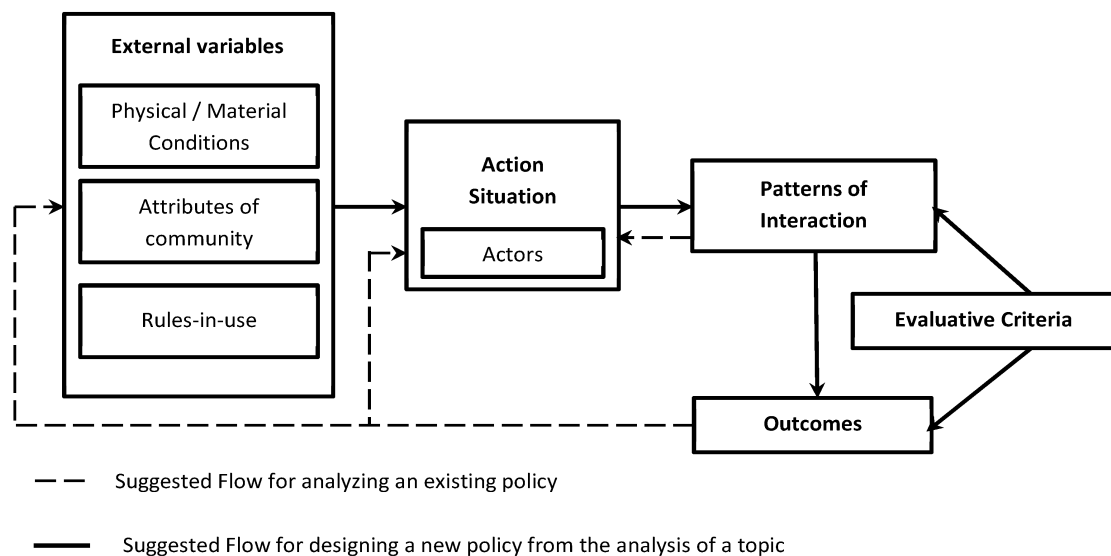 External variables
Physical / Material
Conditions
Attributes of
community
Rules-in-use
Action
Situation
Actors
Patterns of
Interaction
Evaluative Criteria
Outcomes
Suggested Flow for analyzing an existing policy
Suggested Flow for designing a new policy from the analysis of a topic